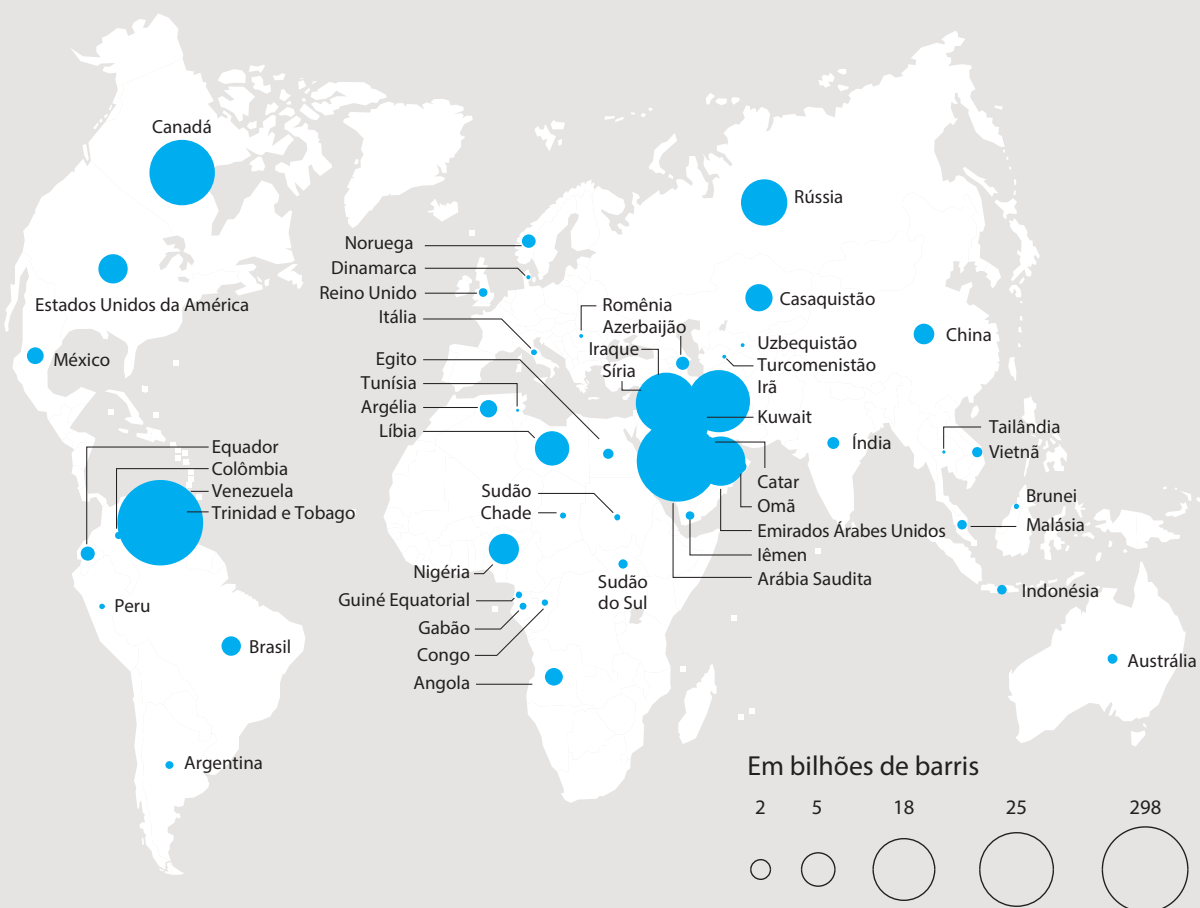 Canadá
Estados Unidos da América
México
Equador
Colômbia
Venezuela
Trinidad e Tobago
Peru
Brasil
Argentina
Noruega
Dinamarca
Reino Unido
Itália
Egito
Tunísia
Argélia
Líbia
Sudão
Chade
Nigéria
Guiné Equatorial
Gabão
Congo
Angola
Sudão
do Sul
Romênia
Azerbaijão
Iraque
Síria
Rússia
Casaquistão
Uzbequistão
Turcomenistão
Irã
Kuwait
Catar
Omã
Emirados Árabes Unidos
Iêmen
Arábia Saudita
China
Índia
Tailândia
Vietnã
Brunei
Malásia
Indonésia
Austrália
Em bilhões de barris
2 5 18 25 298